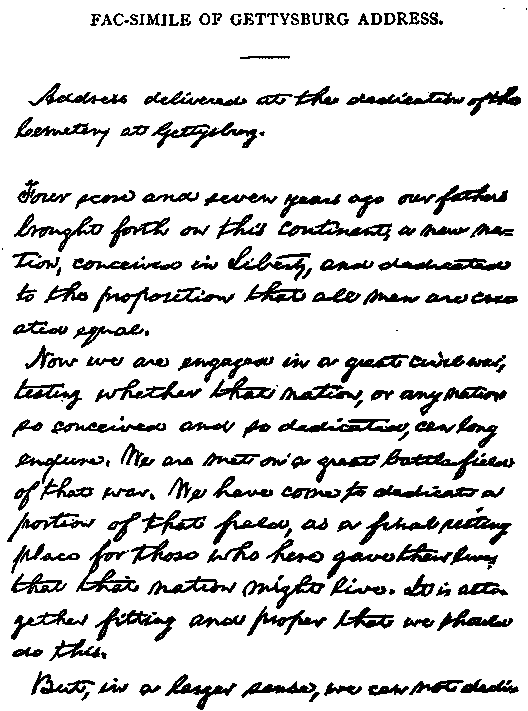 FAC-SIMILE OF GETTYSBURG ADDRESS.
Address delivered at the dedication of the
Cemetery at Gettysburg.
Four score and seven years ago our fathers
brought forth on this continent, a new na=
tion, conceived in Liberty, and dedicated
to the proposition that all men are cre-
ated equal.
Now we are engaged in a great civil war,
testing whether that nation, or any nation
so conceived and so dedicated, can long
endure. We are met on a great battle-field
of that war. We have come to dedicate a
portion of that field, as a final resting
place for those who here gave their lives
that that nation might live. It is alto-
gether fitting and proper that we should
do this.
But, in a larger sense, we can not dedi-